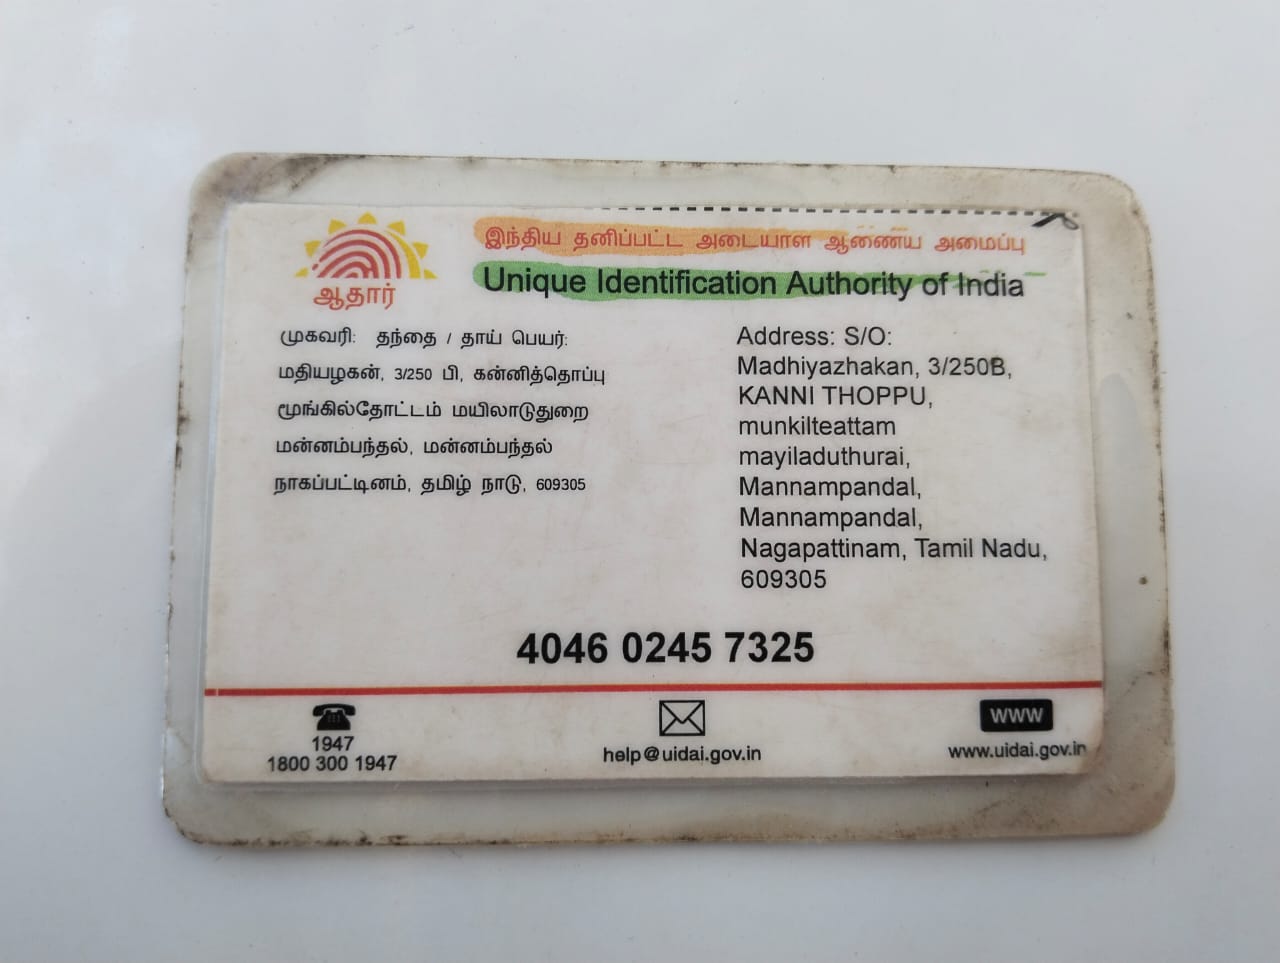 இந்திய தனிப்பட்ட அடையாள ஆணைய அமைப்பு
Unique Identification Authority of India
ஆதார்
முகவரி: தந்தை / தாய் பெயர்:
மதியழகன், 3/250 பி, கன்னித்தொப்பு
மூங்கில்தோட்டம் மயிலாடுதுறை
மன்னம்பந்தல், மன்னம்பந்தல்
நாகப்பட்டினம், தமிழ் நாடு, 609305
Address: S/O:
Madhiyazhakan, 3/250B,
KANNI THOPPU,
munkilteattam
mayiladuthurai,
Mannampandal,
Mannampandal,
Nagapattinam, Tamil Nadu,
609305
4046 0245 7325
1947
1800 300 1947
help@uidai.gov.in
WWW
www.uidai.gov.in